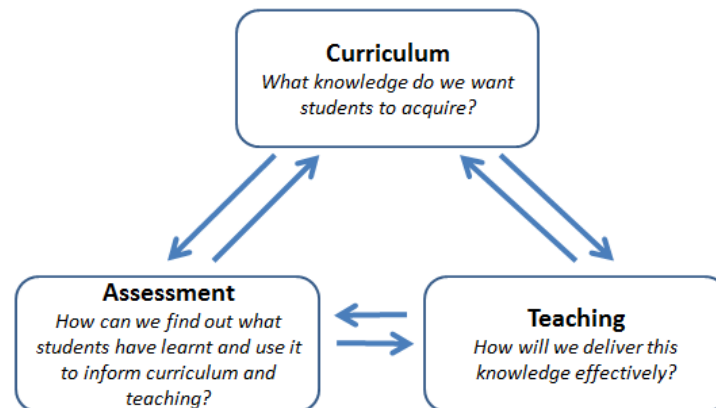 Curriculum
What knowledge do we want
students to acquire?
Assessment
How can we find out what
students have learnt and use it
to inform curriculum and
teaching?
Teaching
How will we deliver this
knowledge effectively?